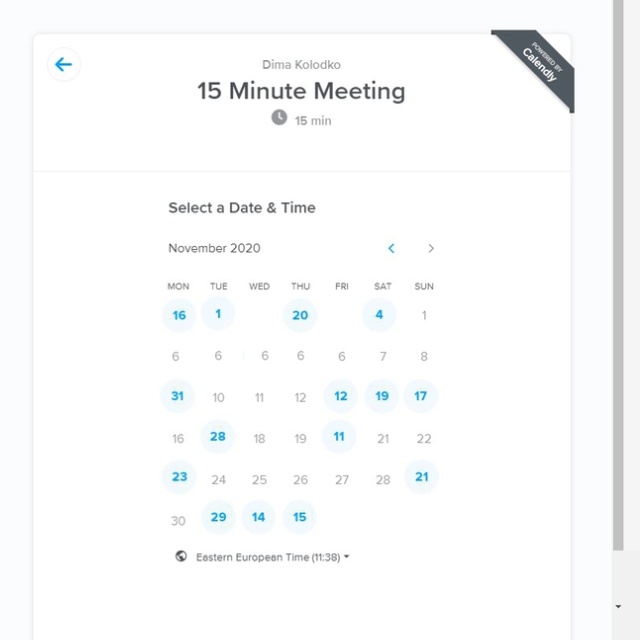 POWERED BY
Calendly
Dima Kolodko
15 Minute Meeting
15 min
Select a Date & Time
November 2020
MON TUE WED THU FRI SAT SUN
16 1 20 4 1
6 6 6 6 6 7 8
31 10 11 12 12 19 17
16 28 18 19 11 21 22
23 24 25 26 27 28 21
30 29 14 15
Eastern European Time (11:38)